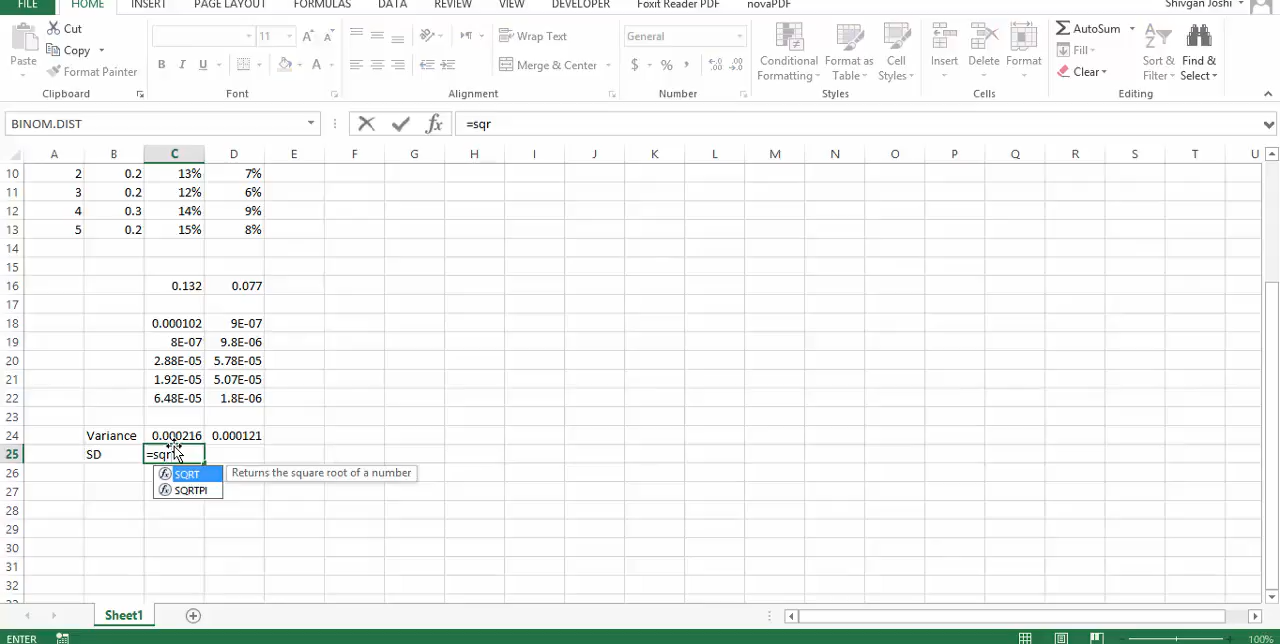 FILE HOME INSERT PAGE LAYOUT FORMULAS DATA REVIEW VIEW DEVELOPER Foxit Reader PDF novaPDF Shivgan Joshi
Paste
Cut
Copy
Format Painter
Clipboard
11 A A
B I U A
Font
Wrap Text
Merge & Center
Alignment
General
$ % ,
Number
Conditional Formatting
Format as Table
Cell Styles
Styles
Insert Delete Format
Cells
AutoSum
Fill
Clear
Sort & Filter
Find & Select
Editing
BINOM.DIST fx =sqr
A B C D E F G H I J K L M N O P Q R S T U
10 2 0.2 13% 7%
11 3 0.2 12% 6%
12 4 0.3 14% 9%
13 5 0.2 15% 8%
14
15
16 0.132 0.077
17
18 0.000102 9E-07
19 8E-07 9.8E-06
20 2.88E-05 5.78E-05
21 1.92E-05 5.07E-05
22 6.48E-05 1.8E-06
23
24 Variance 0.000216 0.000121
25 SD =sqr
26 SQRT Returns the square root of a number
27 SQRTPI
28
29
30
31
32
Sheet1
ENTER 100%